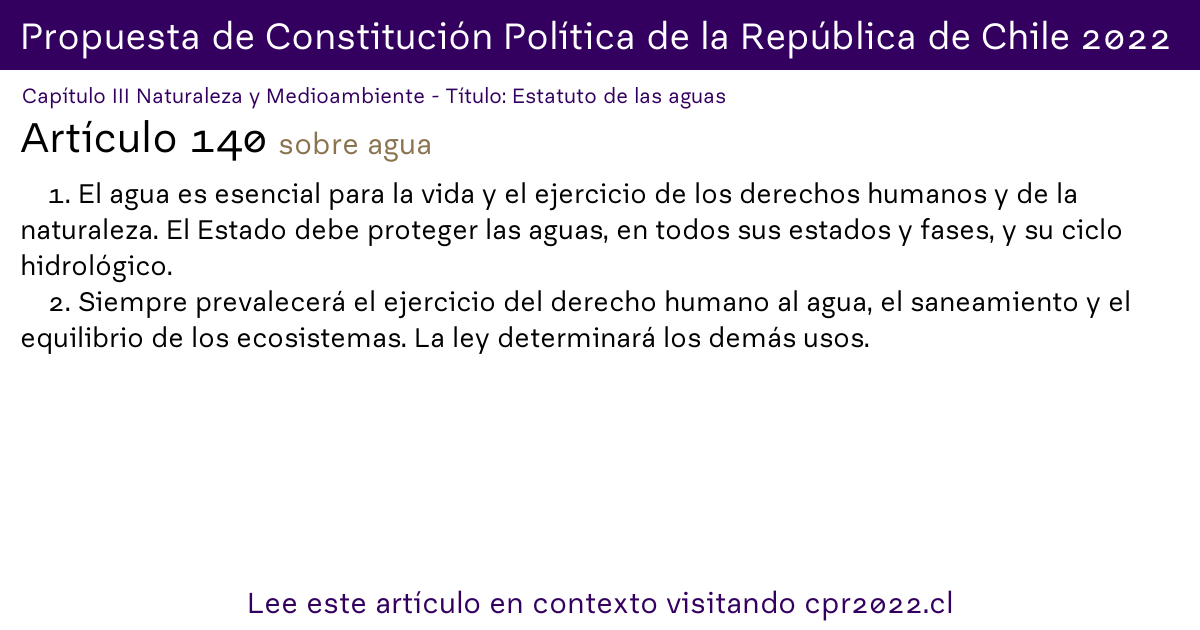 Propuesta de Constitución Política de la República de Chile 2022
Capítulo III Naturaleza y Medioambiente - Título: Estatuto de las aguas
Artículo 140 sobre agua
1. El agua es esencial para la vida y el ejercicio de los derechos humanos y de la
naturaleza. El Estado debe proteger las aguas, en todos sus estados y fases, y su ciclo
hidrológico.
2. Siempre prevalecerá el ejercicio del derecho humano al agua, el saneamiento y el
equilibrio de los ecosistemas. La ley determinará los demás usos.
Lee este artículo en contexto visitando cpr2022.cl